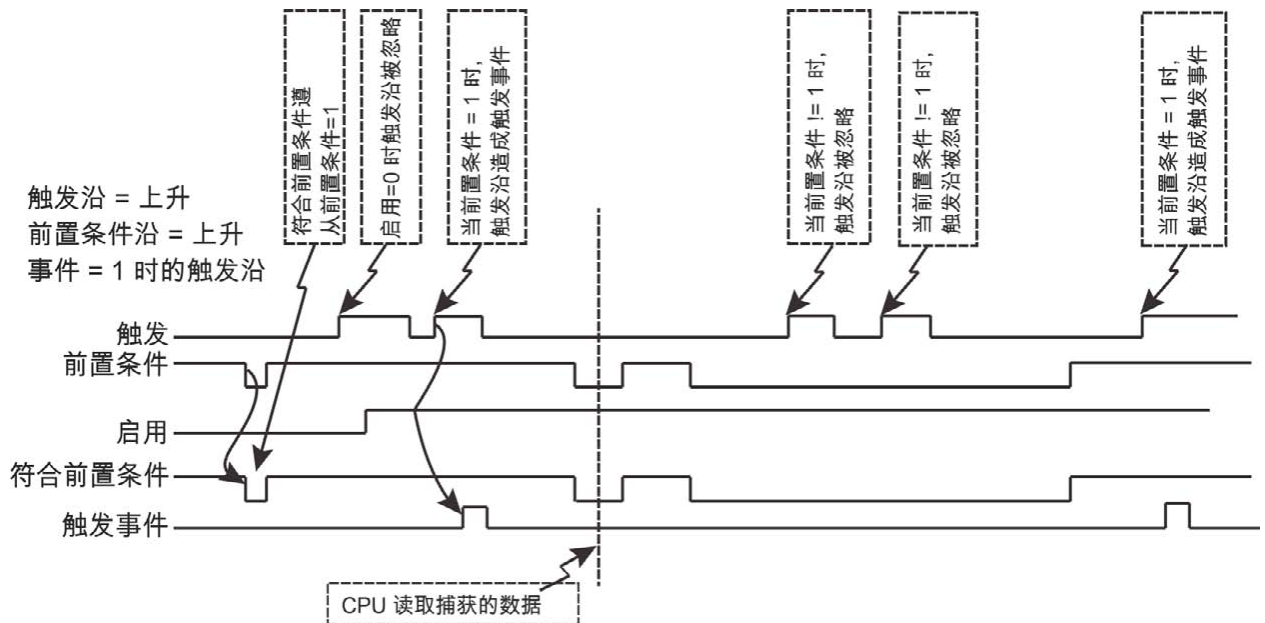 符合前置条件遵
从前置条件=1
启用=0 时触发沿被忽略
当前置条件 = 1 时,
触发沿造成触发事件
当前置条件 != 1 时,
触发沿被忽略
当前置条件 != 1 时,
触发沿被忽略
当前置条件 = 1 时,
触发沿造成触发事件
触发沿 = 上升
前置条件沿 = 上升
事件 = 1 时的触发沿
触发
前置条件
启用
符合前置条件
触发事件
CPU 读取捕获的数据